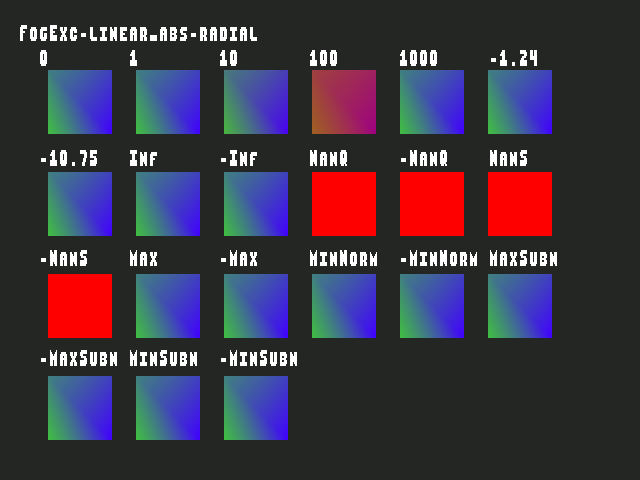 FogExc-linear_abs-radial
0 1 10 100 1000 -1.24
-10.75 Inf -Inf NanQ -NanQ NanS
-NanS Max -Max MinNorm -MinNorm MaxSubN
-MaxSubN MinSubN -MinSubN